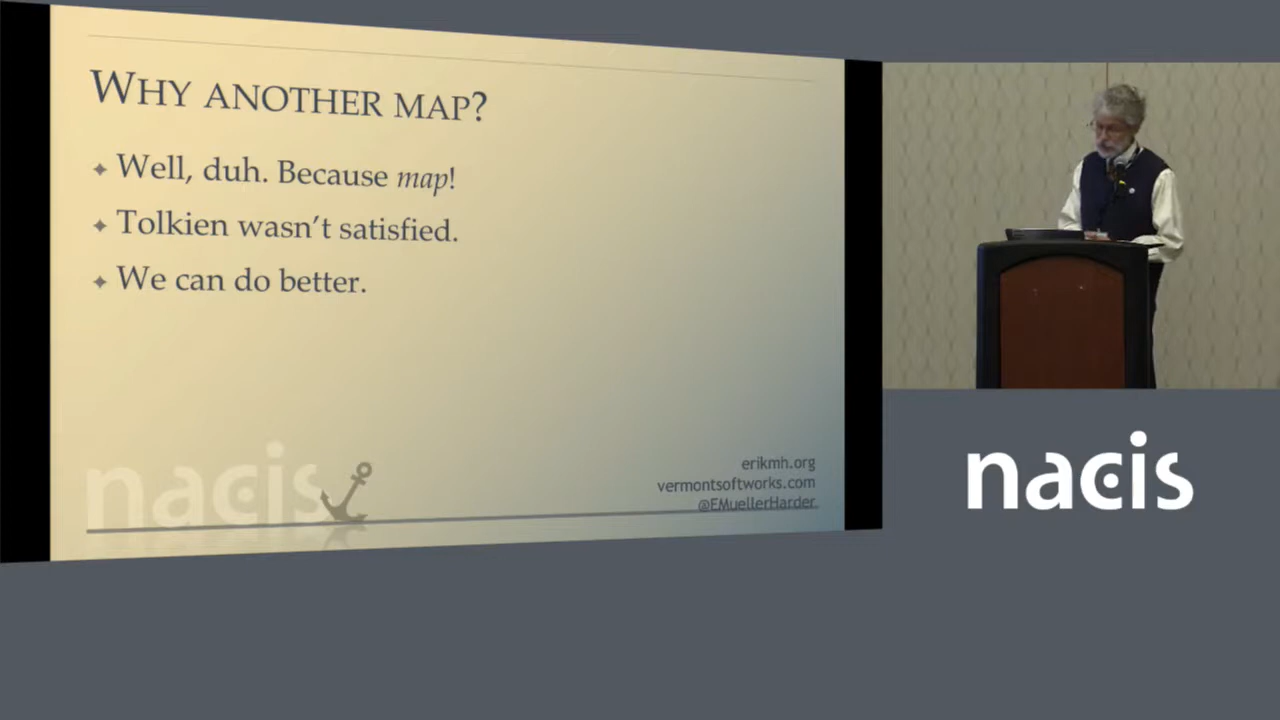 WHY ANOTHER MAP?
Well, duh. Because map!
Tolkien wasn't satisfied.
We can do better.
nacis
erikmh.org
vermontsoftworks.com
@EMuellerHarder
nacis